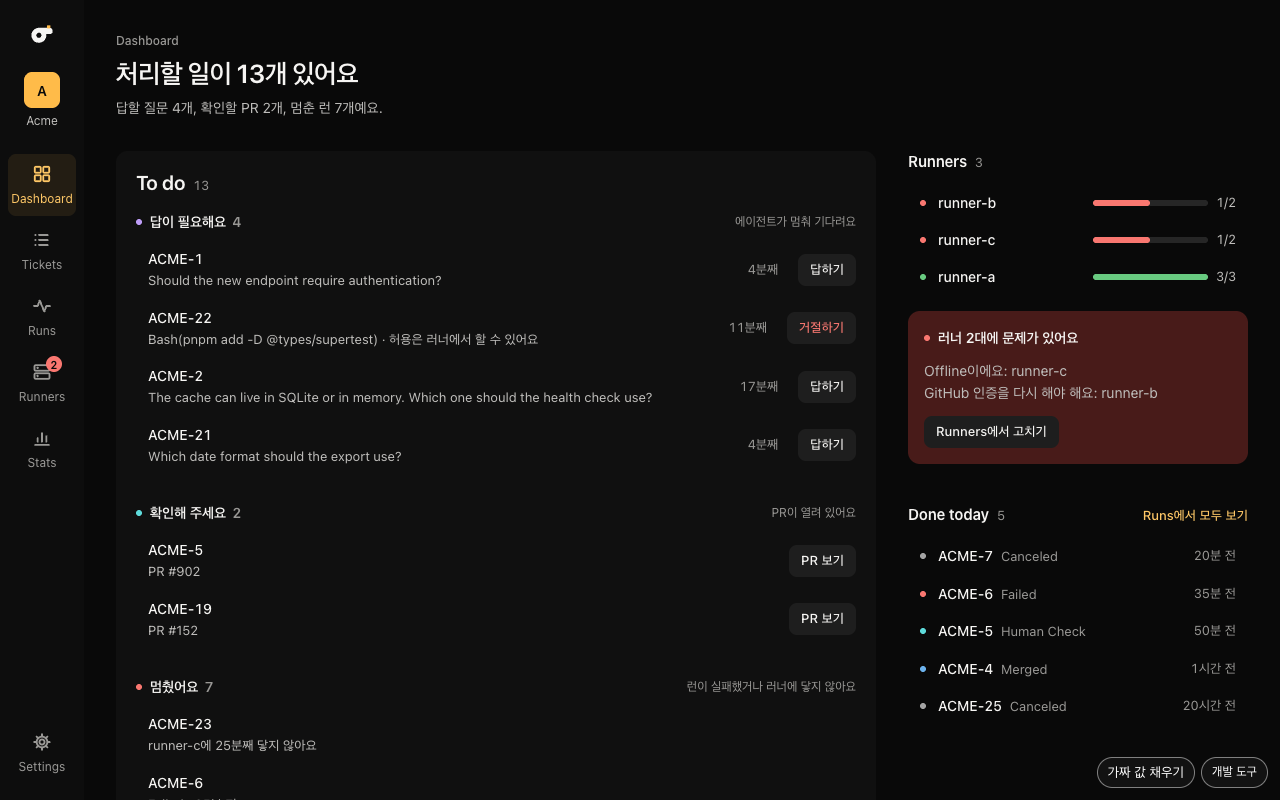 A
Acme
Dashboard
Tickets
Runs
2
Runners
Stats
Settings
Dashboard
처리할 일이 13개 있어요
답할 질문 4개, 확인할 PR 2개, 멈춘 런 7개예요.
To do 13
답이 필요해요 4 에이전트가 멈춰 기다려요
ACME-1
Should the new endpoint require authentication?
4분째 답하기
ACME-22
Bash(pnpm add -D @types/supertest) · 허용은 러너에서 할 수 있어요
11분째 거절하기
ACME-2
The cache can live in SQLite or in memory. Which one should the health check use?
17분째 답하기
ACME-21
Which date format should the export use?
4분째 답하기
확인해 주세요 2 PR이 열려 있어요
ACME-5
PR #902
PR 보기
ACME-19
PR #152
PR 보기
멈췄어요 7 런이 실패했거나 러너에 닿지 않아요
ACME-23
runner-c에 25분째 닿지 않아요
ACME-6
Runners 3
runner-b 1/2
runner-c 1/2
runner-a 3/3
러너 2대에 문제가 있어요
Offline이에요: runner-c
GitHub 인증을 다시 해야 해요: runner-b
Runners에서 고치기
Done today 5 Runs에서 모두 보기
ACME-7 Canceled 20분 전
ACME-6 Failed 35분 전
ACME-5 Human Check 50분 전
ACME-4 Merged 1시간 전
ACME-25 Canceled 20시간 전
가짜 값 채우기 개발 도구